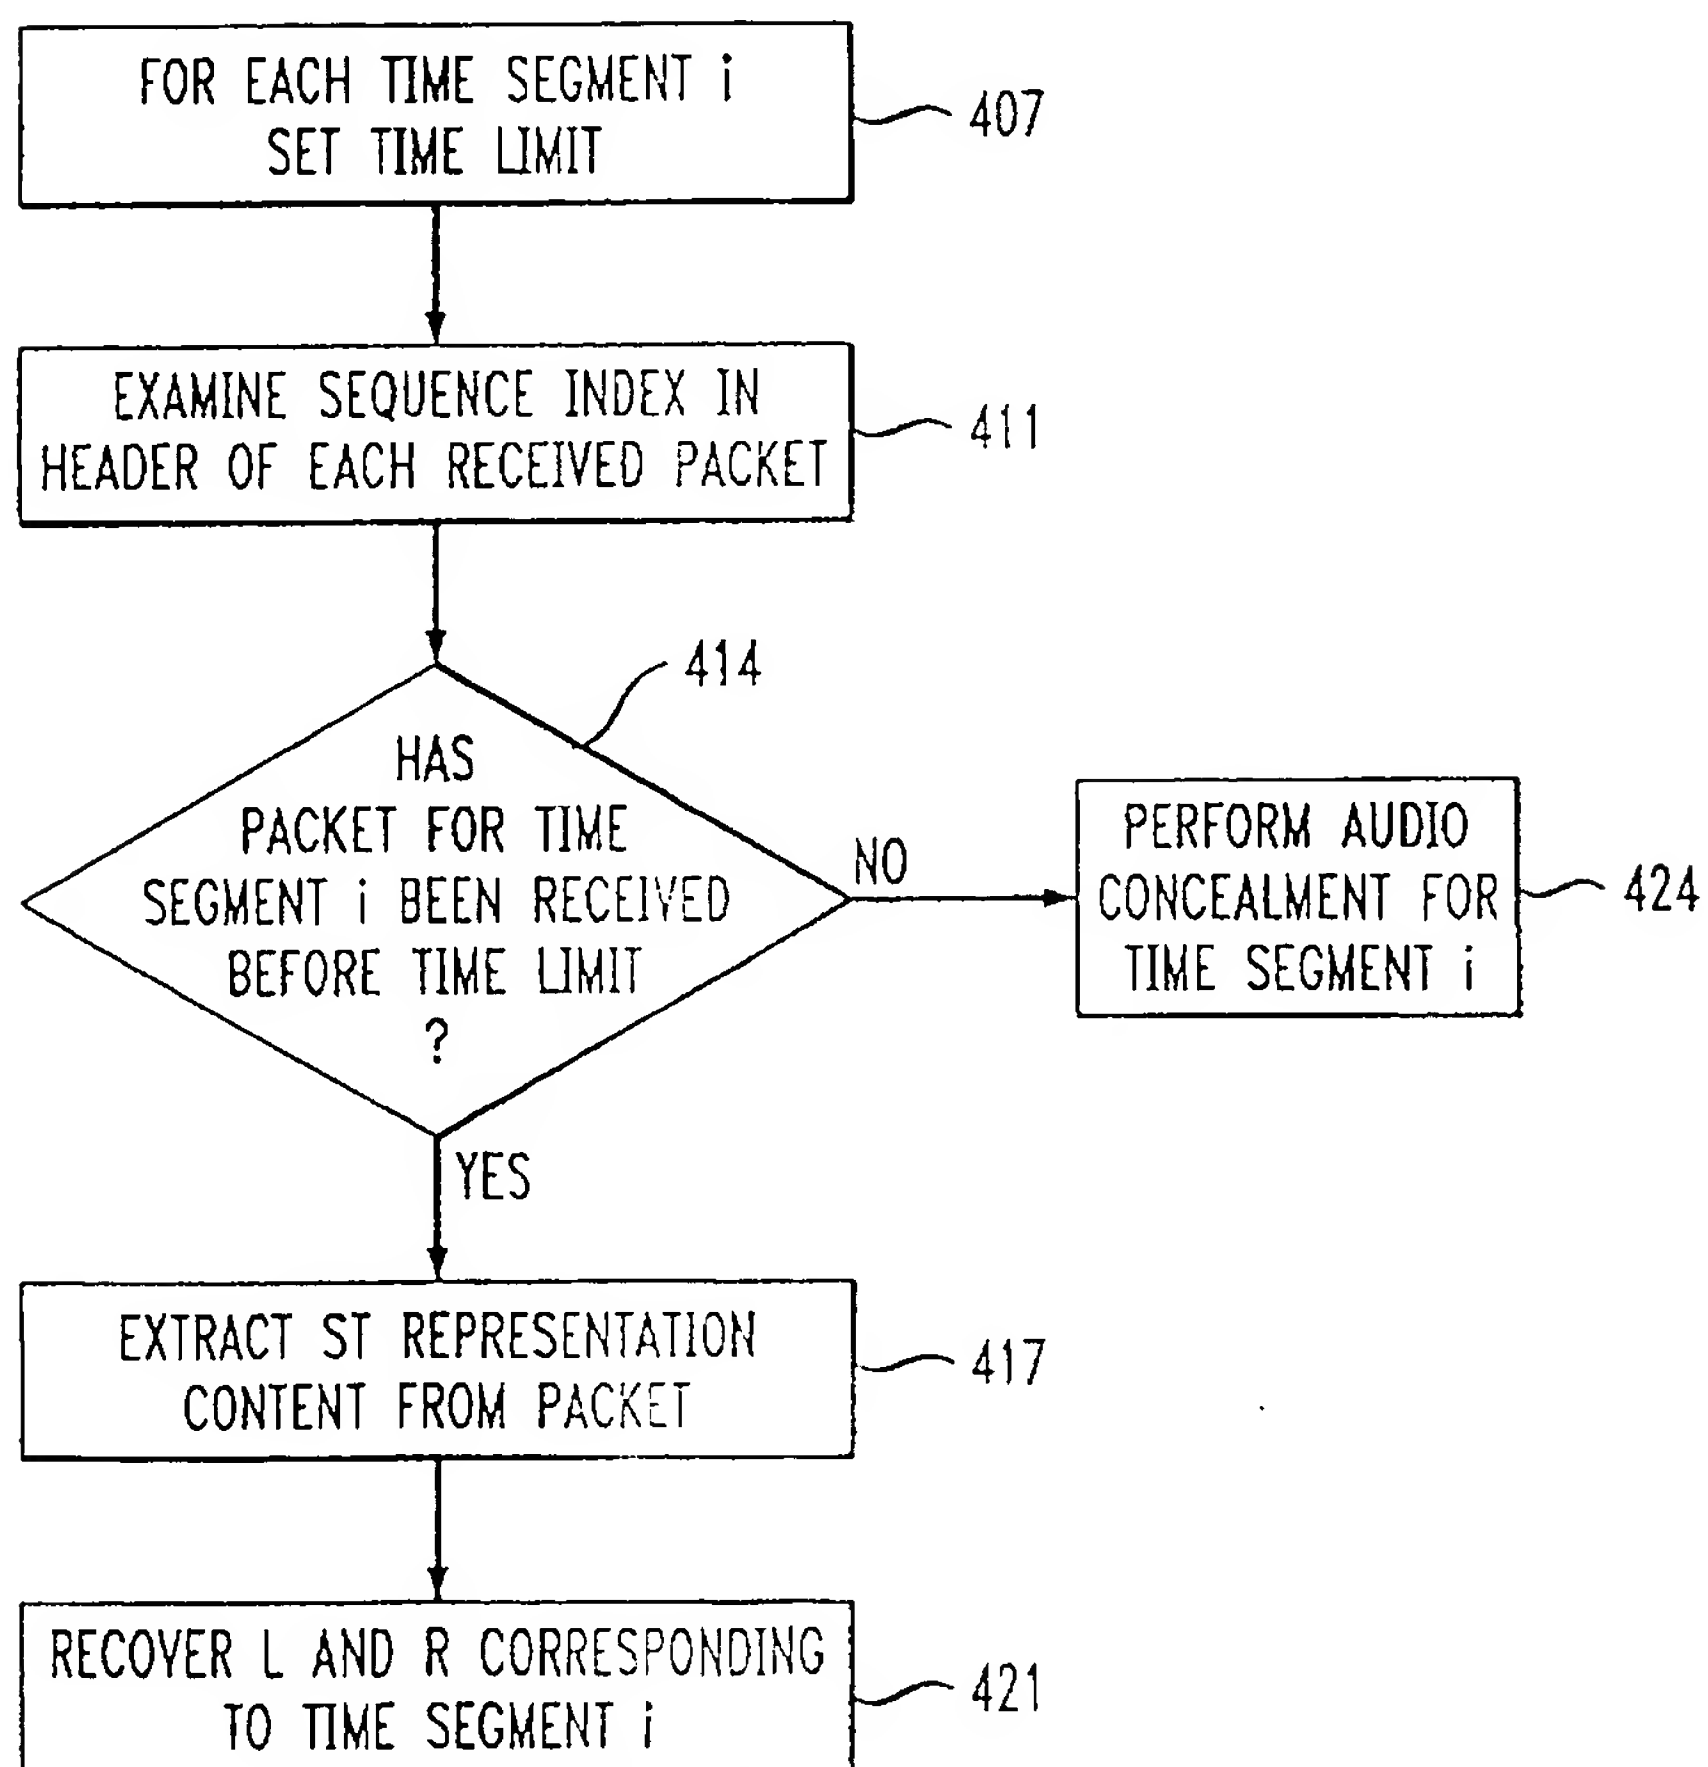 FOR EACH TIME SEGMENT i
SET TIME LIMIT
407
EXAMINE SEQUENCE INDEX IN
HEADER OF EACH RECEIVED PACKET
411
414
HAS
PACKET FOR TIME
SEGMENT i BEEN RECEIVED
BEFORE TIME LIMIT
?
NO
PERFORM AUDIO
CONCEALMENT FOR
TIME SEGMENT i
424
YES
EXTRACT ST REPRESENTATION
CONTENT FROM PACKET
417
RECOVER L AND R CORRESPONDING
TO TIME SEGMENT i
421